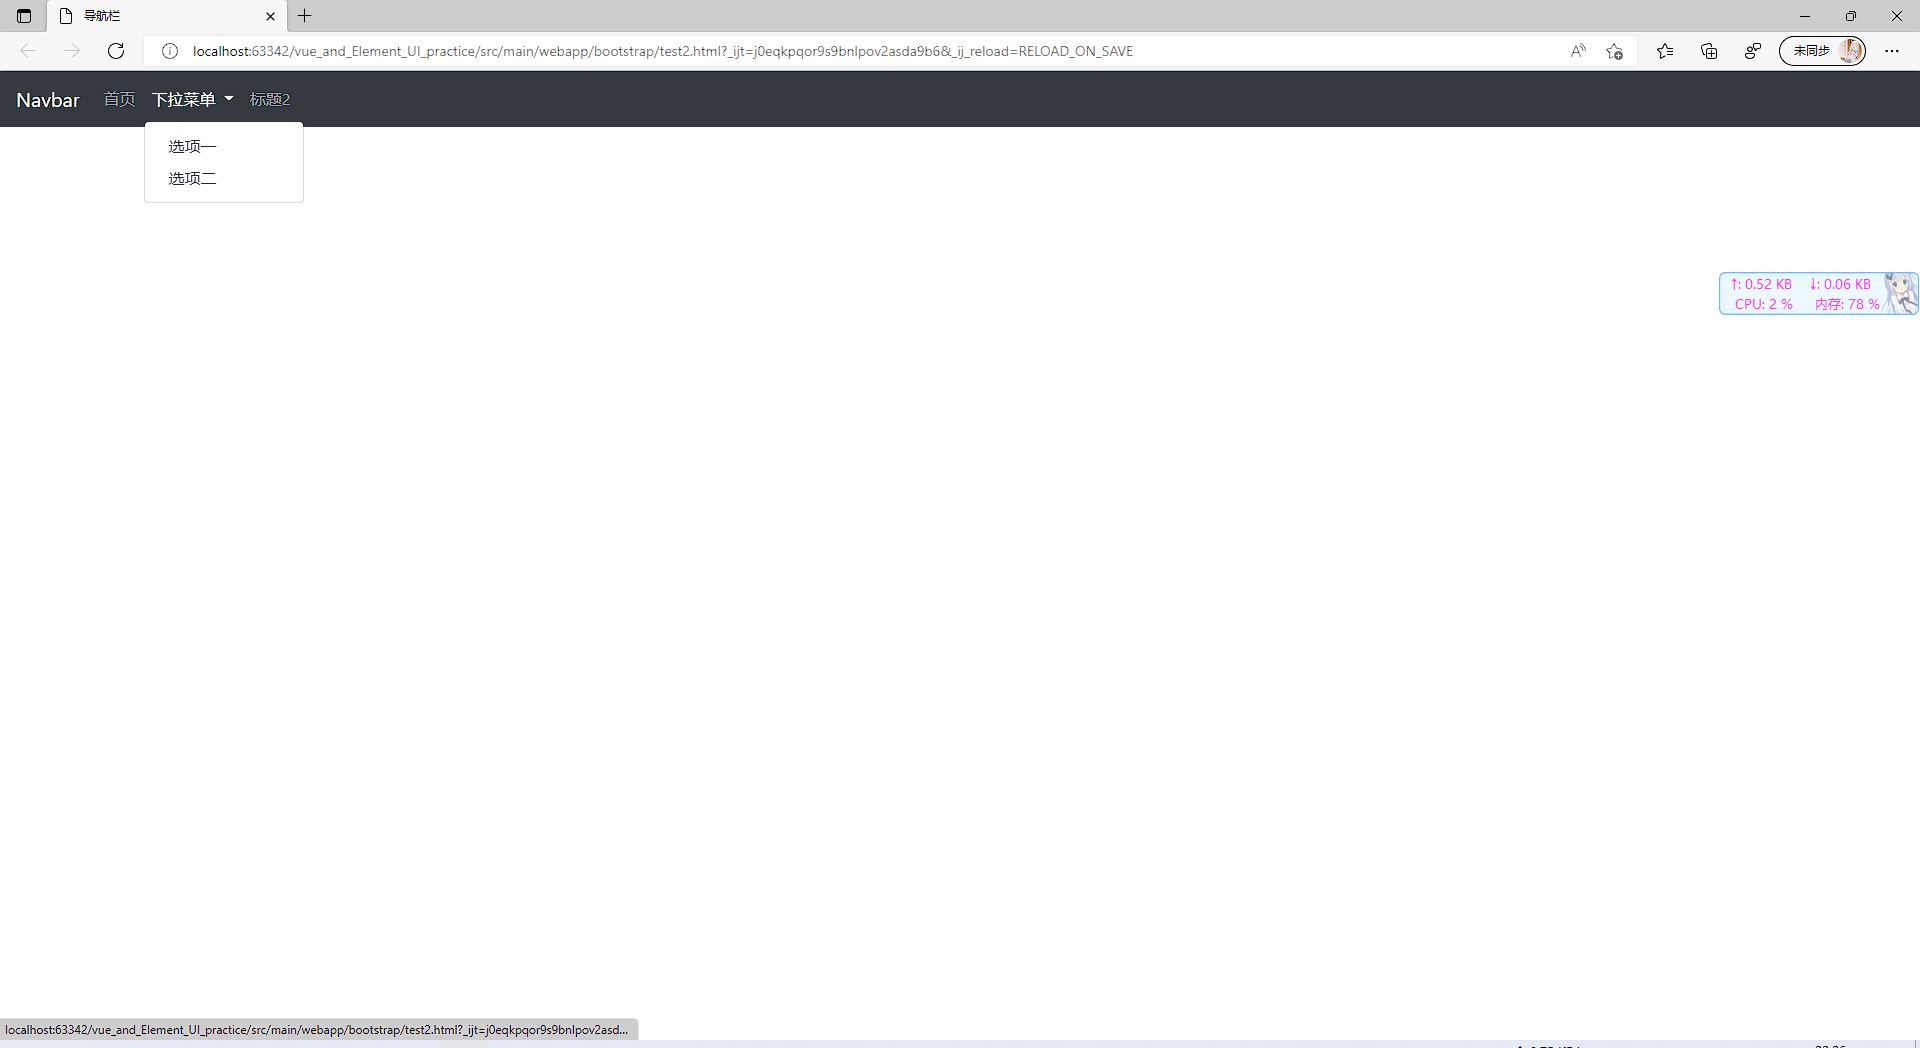 导航栏
localhost:63342/vue_and_Element_UI_practice/src/main/webapp/bootstrap/test2.html?_ijt=j0eqkpqor9s9bnlpov2asda9b6&_ij_reload=RELOAD_ON_SAVE
未同步
Navbar 首页 下拉菜单 标题2
选项一
选项二
↑: 0.52 KB ↓: 0.06 KB
CPU: 2 % 内存: 78 %
localhost:63342/vue_and_Element_UI_practice/src/main/webapp/bootstrap/test2.html?_ijt=j0eqkpqor9s9bnlpov2asd...